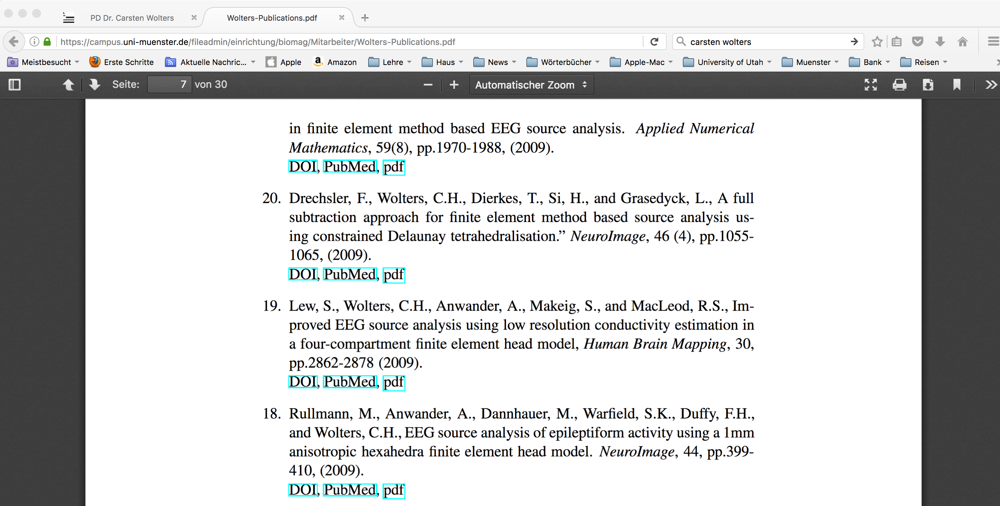 PD Dr. Carsten Wolters
Wolters-Publications.pdf
https://campus.uni-muenster.de/fileadmin/einrichtung/biomag/Mitarbeiter/Wolters-Publications.pdf
carsten wolters
Meistbesucht Erste Schritte Aktuelle Nachric... Apple Amazon Lehre Haus News Wörterbücher Apple-Mac University of Utah Muenster Bank Reisen
Seite: 7 von 30 Automatischer Zoom
in finite element method based EEG source analysis. Applied Numerical
Mathematics, 59(8), pp.1970-1988, (2009).
DOI, PubMed, pdf
20. Drechsler, F., Wolters, C.H., Dierkes, T., Si, H., and Grasedyck, L., A full
subtraction approach for finite element method based source analysis us-
ing constrained Delaunay tetrahedralisation.” NeuroImage, 46 (4), pp.1055-
1065, (2009).
DOI, PubMed, pdf
19. Lew, S., Wolters, C.H., Anwander, A., Makeig, S., and MacLeod, R.S., Im-
proved EEG source analysis using low resolution conductivity estimation in
a four-compartment finite element head model, Human Brain Mapping, 30,
pp.2862-2878 (2009).
DOI, PubMed, pdf
18. Rullmann, M., Anwander, A., Dannhauer, M., Warfield, S.K., Duffy, F.H.,
and Wolters, C.H., EEG source analysis of epileptiform activity using a 1mm
anisotropic hexahedra finite element head model. NeuroImage, 44, pp.399-
410, (2009).
DOI, PubMed, pdf